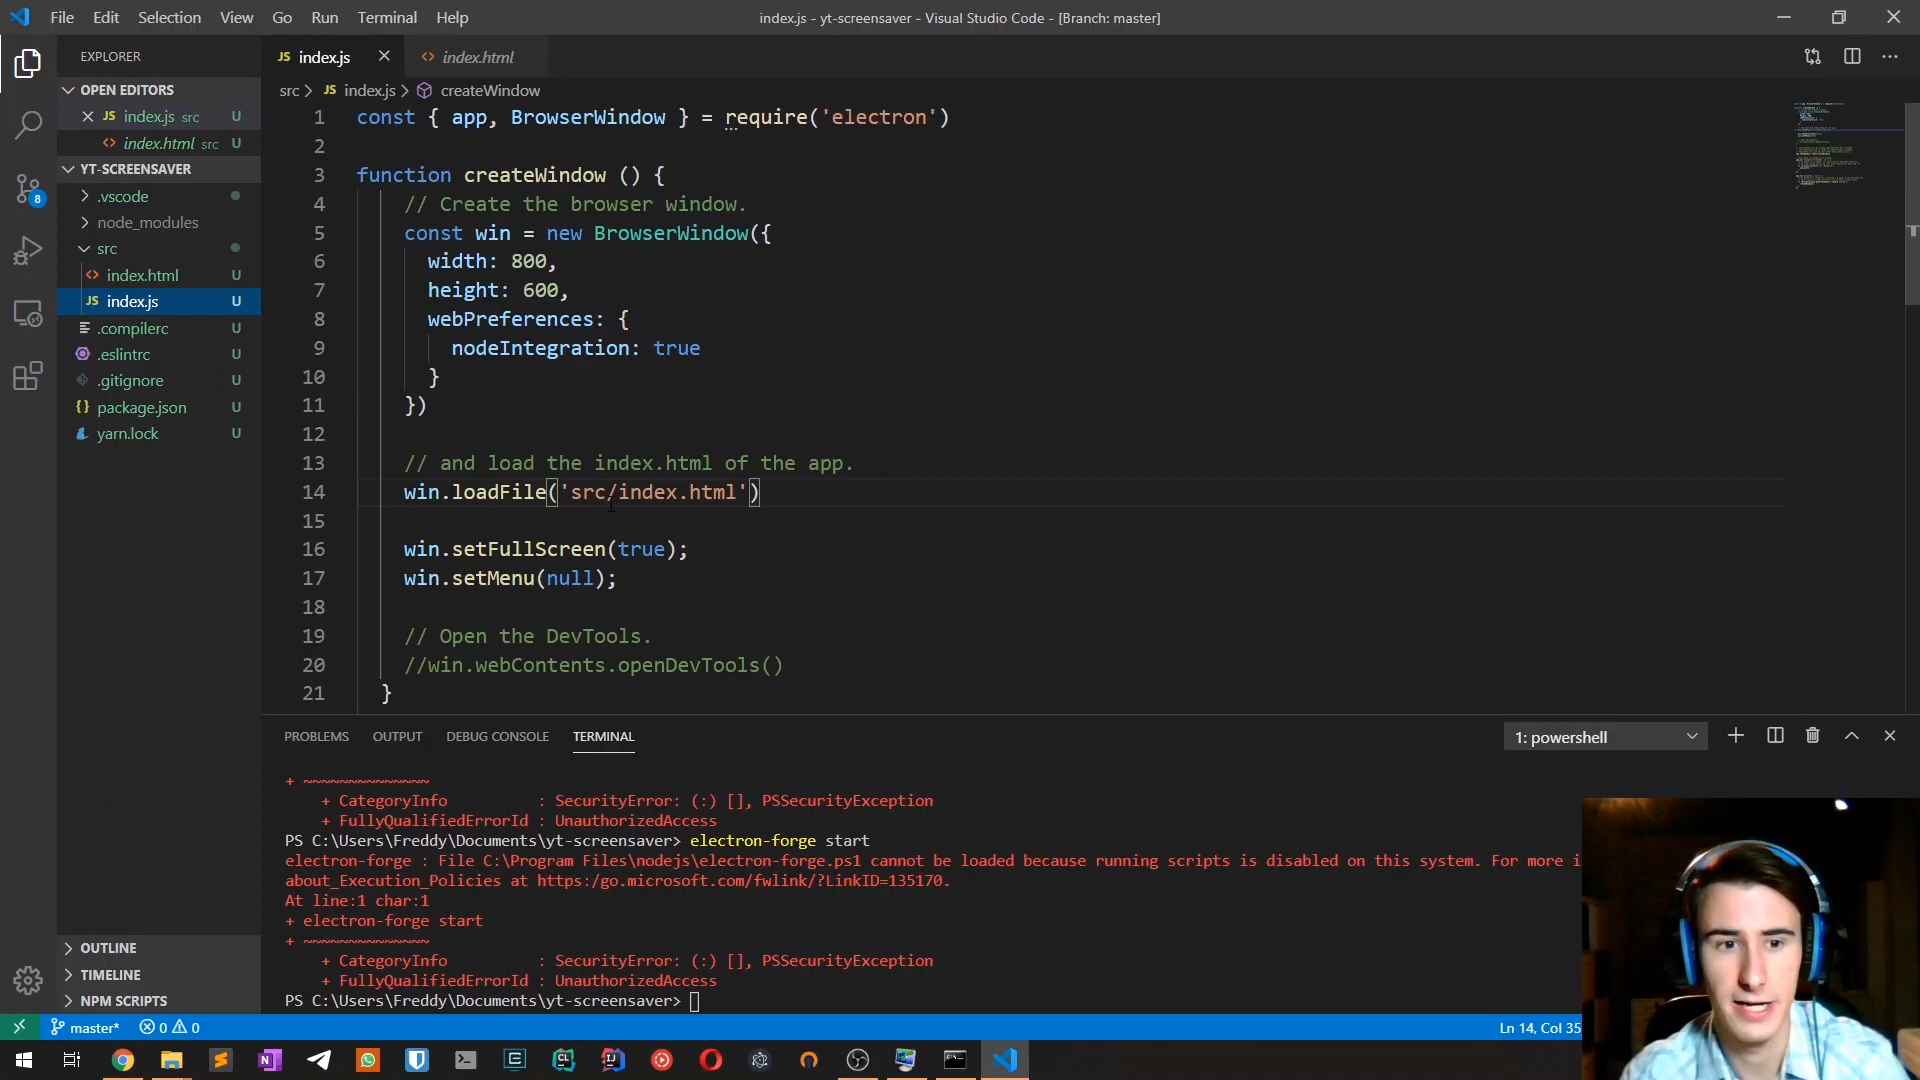 File Edit Selection View Go Run Terminal Help
index.js - yt-screensaver - Visual Studio Code - [Branch: master]
EXPLORER
OPEN EDITORS
JS index.js src U
<> index.html src U
YT-SCREENSAVER
.vscode
node_modules
src
<> index.html U
JS index.js U
.compilerc U
.eslintrc U
.gitignore U
{} package.json U
yarn.lock U
OUTLINE
TIMELINE
NPM SCRIPTS
8
JS index.js
<> index.html
src > JS index.js > createWindow
1 const { app, BrowserWindow } = require('electron')
2
3 function createWindow () {
4 // Create the browser window.
5 const win = new BrowserWindow({
6 width: 800,
7 height: 600,
8 webPreferences: {
9 nodeIntegration: true
10 }
11 })
12
13 // and load the index.html of the app.
14 win.loadFile('src/index.html')
15
16 win.setFullScreen(true);
17 win.setMenu(null);
18
19 // Open the DevTools.
20 //win.webContents.openDevTools()
21 }
PROBLEMS OUTPUT DEBUG CONSOLE TERMINAL
1: powershell
+ ~~~~~~~~~~~~~~
+ CategoryInfo : SecurityError: (:) [], PSSecurityException
+ FullyQualifiedErrorId : UnauthorizedAccess
PS C:\Users\Freddy\Documents\yt-screensaver> electron-forge start
electron-forge : File C:\Program Files\nodejs\electron-forge.ps1 cannot be loaded because running scripts is disabled on this system. For more i
about_Execution_Policies at https:/go.microsoft.com/fwlink/?LinkID=135170.
At line:1 char:1
+ electron-forge start
+ ~~~~~~~~~~~~~~
+ CategoryInfo : SecurityError: (:) [], PSSecurityException
+ FullyQualifiedErrorId : UnauthorizedAccess
PS C:\Users\Freddy\Documents\yt-screensaver>
master* 0 0
Ln 14, Col 35